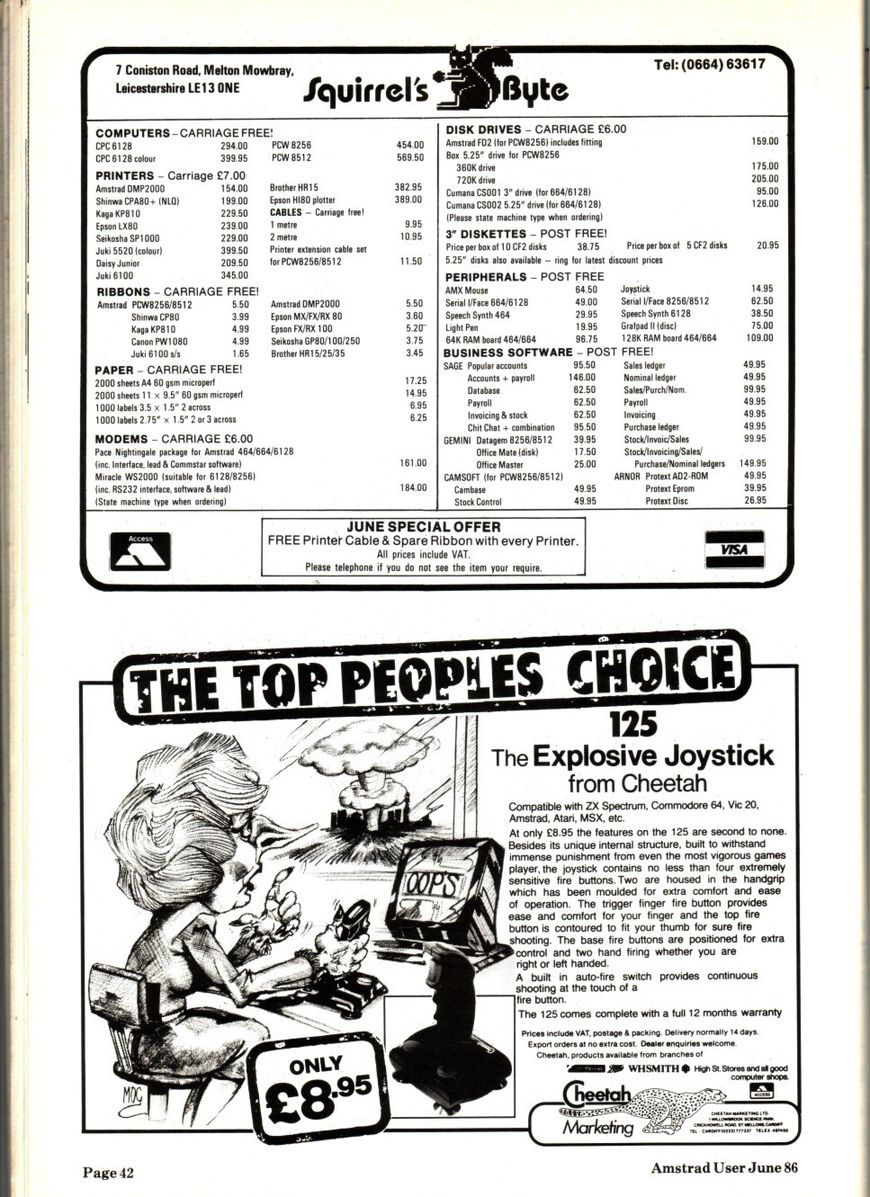 7 Coniston Road, Melton Mowbray,
Leicestershire LE13 0NE
Squirrel's Byte
Tel: (0664) 63617
COMPUTERS – CARRIAGE FREE!
CPC 6128 294.00 PCW 8256 454.00
CPC 6128 colour 399.95 PCW 8512 569.50
PRINTERS – Carriage £7.00
Amstrad DMP2000 154.00
Shinwa CPA80+ (NLQ) 199.00
Kaga KP810 229.50
Epson LX80 239.00
Seikosha SP1000 229.00
Juki 5520 (colour) 399.50
Daisy Junior 209.50
Juki 6100 345.00
Brother HR15 382.95
Epson HI80 plotter 389.00
CABLES – Carriage free!
1 metre 9.95
2 metre 10.95
Printer extension cable set
for PCW8256/8512 11.50
RIBBONS – CARRIAGE FREE!
Amstrad PCW8256/8512 5.50 Amstrad DMP2000 5.50
Shinwa CP80 3.99 Epson MX/FX/RX 80 3.60
Kaga KP810 4.99 Epson FX/RX 100 5.20
Canon PW1080 4.99 Seikosha GP80/100/250 3.75
Juki 6100 s/s 1.65 Brother HR15/25/35 3.45
PAPER – CARRIAGE FREE!
2000 sheets A4 60 gsm microperf 17.25
2000 sheets 11 × 9.5" 60 gsm microperf 14.95
1000 labels 3.5 × 1.5" 2 across 6.95
1000 labels 2.75" × 1.5" 2 or 3 across 6.25
MODEMS – CARRIAGE £6.00
Pace Nightingale package for Amstrad 464/664/6128
(inc. Interface, lead & Commstar software) 161.00
Miracle WS2000 (suitable for 6128/8256)
(inc. RS232 interface, software & lead) 184.00
(State machine type when ordering)
DISK DRIVES – CARRIAGE £6.00
Amstrad FD2 (for PCW8256) includes fitting 159.00
Box 5.25" drive for PCW8256
360K drive 175.00
720K drive 205.00
Cumana CS001 3" drive (for 664/6128) 95.00
Cumana CS002 5.25" drive (for 664/6128) 126.00
(Please state machine type when ordering)
3" DISKETTES – POST FREE!
Price per box of 10 CF2 disks 38.75 Price per box of 5 CF2 disks 20.95
5.25" disks also available – ring for latest discount prices
PERIPHERALS – POST FREE
AMX Mouse 64.50 Joystick 14.95
Serial I/Face 664/6128 49.00 Serial I/Face 8256/8512 62.50
Speech Synth 464 29.95 Speech Synth 6128 38.50
Light Pen 19.95 Grafpad II (disc) 75.00
64K RAM board 464/664 96.75 128K RAM board 464/664 109.00
BUSINESS SOFTWARE – POST FREE!
SAGE Popular accounts 95.50 Sales ledger 49.95
Accounts + payroll 146.00 Nominal ledger 49.95
Database 62.50 Sales/Purch/Nom. 99.95
Payroll 62.50 Payroll 49.95
Invoicing & stock 62.50 Invoicing 49.95
Chit Chat + combination 95.50 Purchase ledger 49.95
GEMINI Datagem 8256/8512 39.95 Stock/Invoic/Sales 99.95
Office Mate (disk) 17.50 Stock/Invoicing/Sales/
Office Master 25.00 Purchase/Nominal ledgers 149.95
CAMSOFT (for PCW8256/8512) ARNOR Protext AD2-ROM 49.95
Cambase 49.95 Protext Eprom 39.95
Stock Control 49.95 Protext Disc 26.95
Access
JUNE SPECIAL OFFER
FREE Printer Cable & Spare Ribbon with every Printer.
All prices include VAT.
Please telephone if you do not see the item your require.
VISA
THE TOP PEOPLES CHOICE
125
The Explosive Joystick
from Cheetah
Compatible with ZX Spectrum, Commodore 64, Vic 20,
Amstrad, Atari, MSX, etc.
At only £8.95 the features on the 125 are second to none.
Besides its unique internal structure, built to withstand
immense punishment from even the most vigorous games
player, the joystick contains no less than four extremely
sensitive fire buttons. Two are housed in the handgrip
which has been moulded for extra comfort and ease
of operation. The trigger finger fire button provides
ease and comfort for your finger and the top fire
button is contoured to fit your thumb for sure fire
shooting. The base fire buttons are positioned for extra
control and two hand firing whether you are
right or left handed.
A built in auto-fire switch provides continuous
shooting at the touch of a
fire button.
The 125 comes complete with a full 12 months warranty
Prices include VAT, postage & packing. Delivery normally 14 days.
Export orders at no extra cost. Dealer enquiries welcome.
Cheetah, products available from branches of
WHSMITH High St. Stores and all good
computer shops.
OOPS
MDG
ONLY
£8.95
Cheetah
Marketing
ACCESS
CHEETAH MARKETING LTD
1 WILLOWBROOK SCIENCE PARK,
CRICKHOWELL ROAD, ST MELLONS, CARDIFF
TEL: CARDIFF (0222) 777337 TELEX: 497455
Page 42
Amstrad User June 86